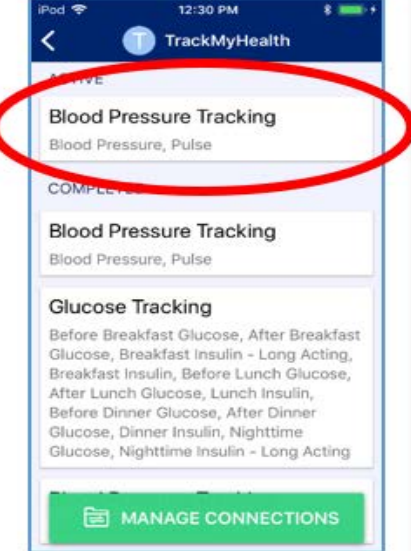 iPod 12:30 PM
T TrackMyHealth
ACTIVE
Blood Pressure Tracking
Blood Pressure, Pulse
COMPLETED
Blood Pressure Tracking
Blood Pressure, Pulse
Glucose Tracking
Before Breakfast Glucose, After Breakfast
Glucose, Breakfast Insulin - Long Acting,
Breakfast Insulin, Before Lunch Glucose,
After Lunch Glucose, Lunch Insulin,
Before Dinner Glucose, After Dinner
Glucose, Dinner Insulin, Nighttime
Glucose, Nighttime Insulin - Long Acting
MANAGE CONNECTIONS